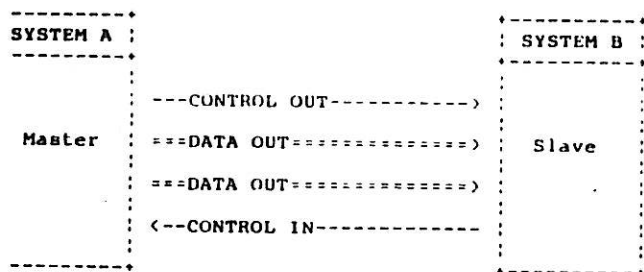 SYSTEM A
SYSTEM B
---CONTROL OUT-----------)
Master ===DATA OUT==============) Slave
===DATA OUT==============)
(--CONTROL IN------------